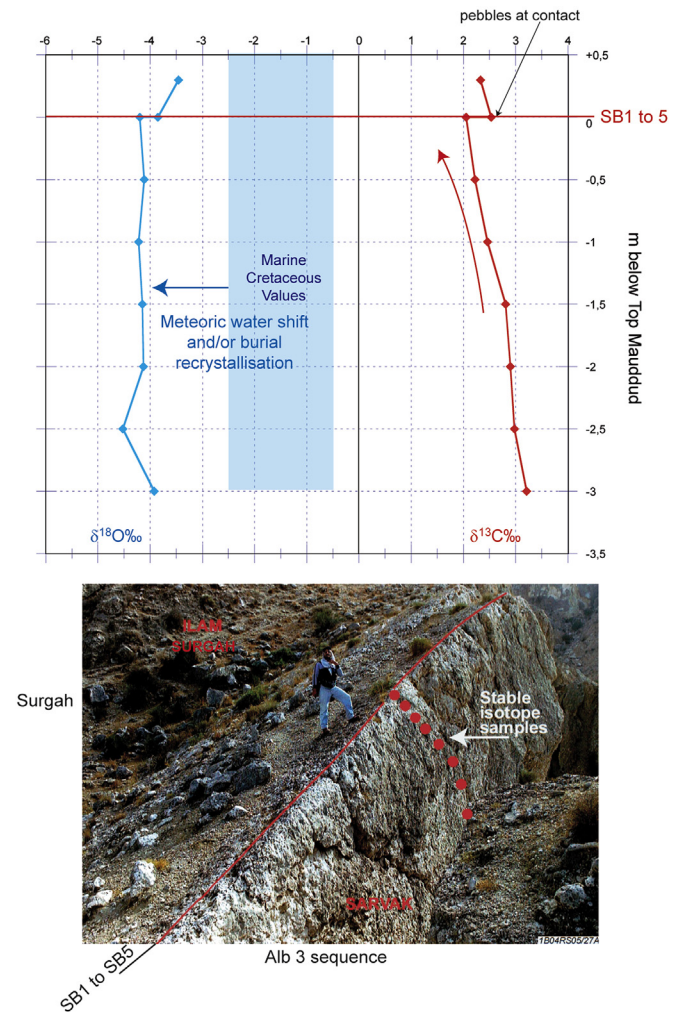 pebbles at contact
-6 -5 -4 -3 -2 -1 0 1 2 3 4
+0,5
SB1 to 5
0
-0,5
-1
Marine
Cretaceous
Values
-1,5
Meteoric water shift
and/or burial
recrystallisation
m below Top Mauddud
-2
-2,5
-3
δ18O‰
δ13C‰
-3,5
ILAM
SURGAH
Surgah
Stable
isotope
samples
SARVAK
1B04RS05/27A
SB1 to SB5
Alb 3 sequence